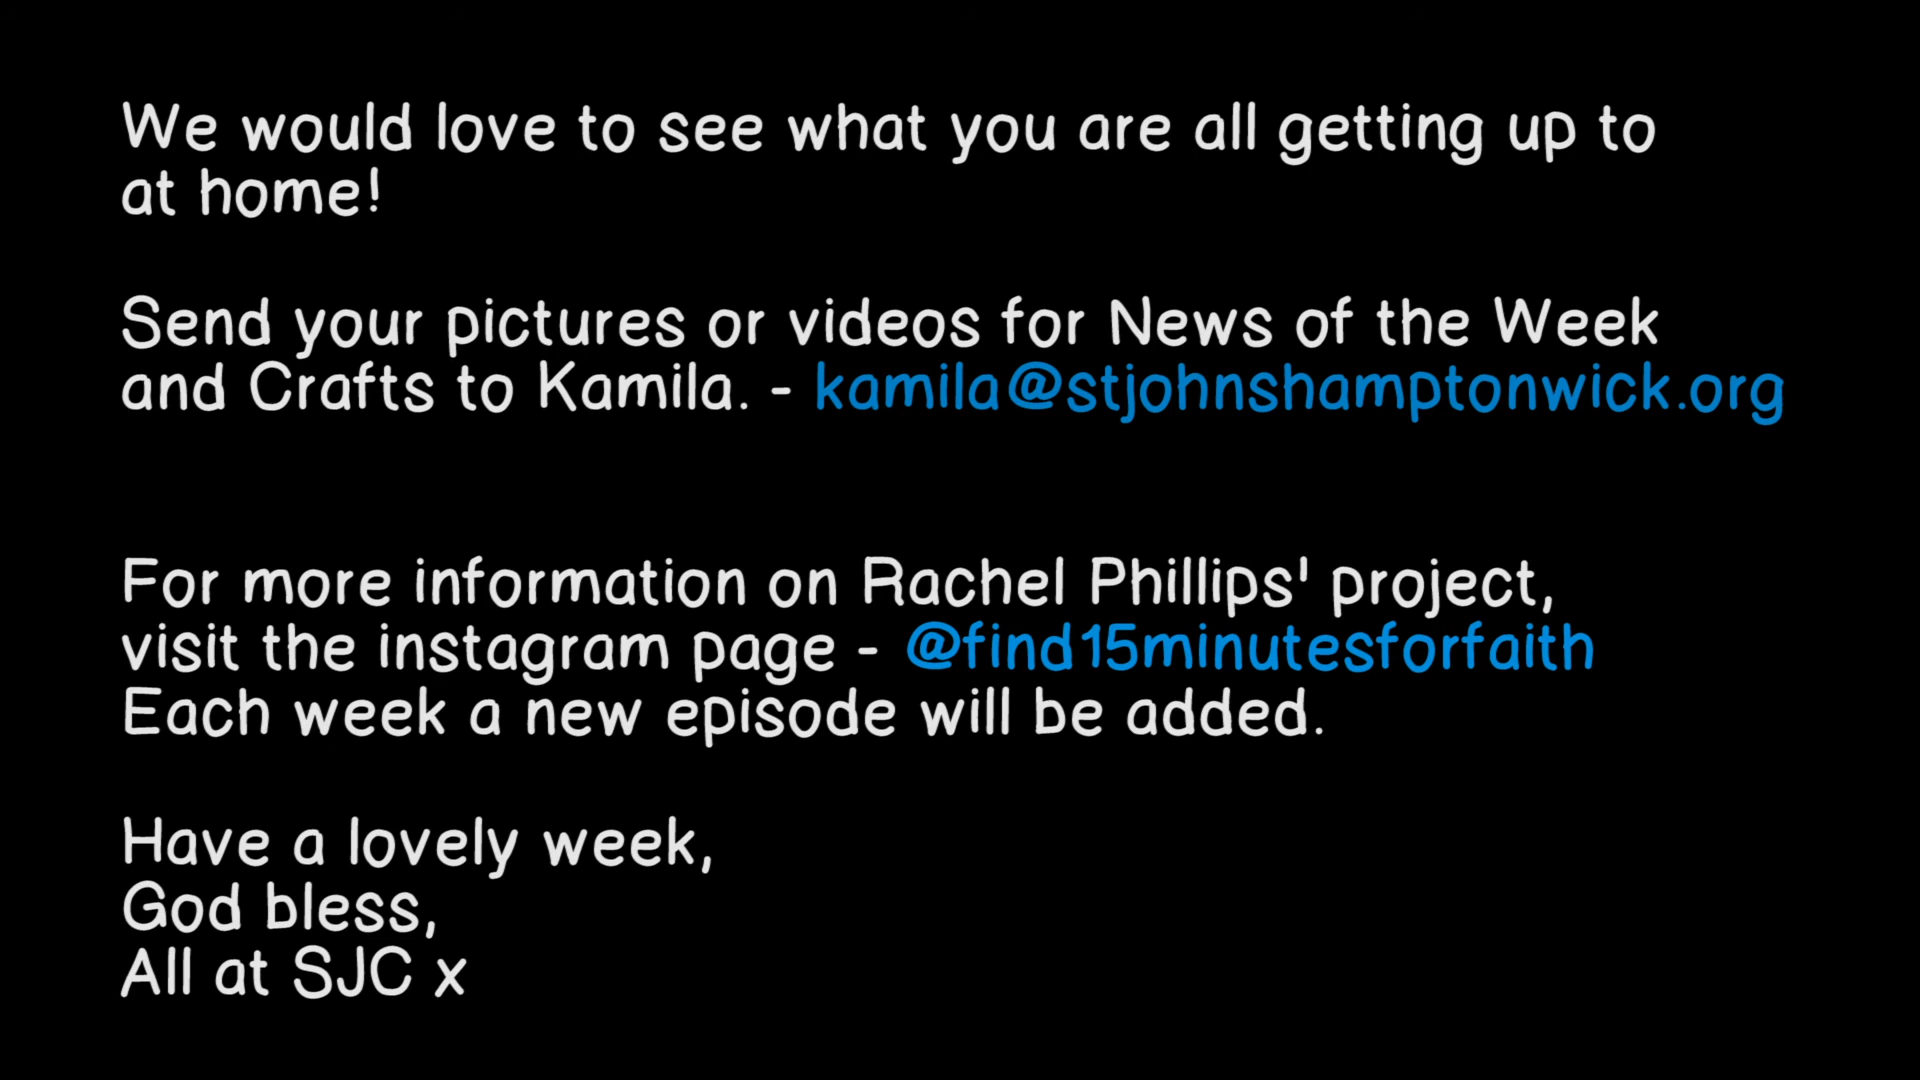 We would love to see what you are all getting up to
at home!
Send your pictures or videos for News of the Week
and Crafts to Kamila. - kamila@stjohnshamptonwick.org
For more information on Rachel Phillips' project,
visit the instagram page - @find15minutesforfaith
Each week a new episode will be added.
Have a lovely week,
God bless,
All at SJC x